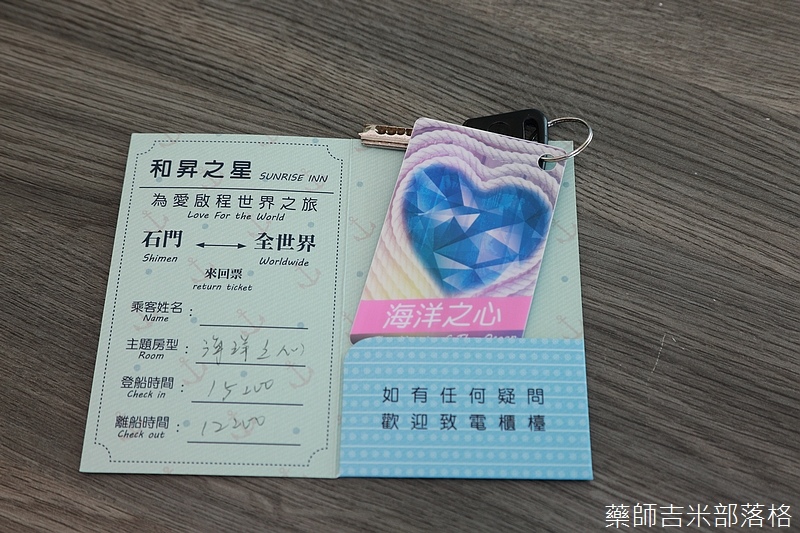 和昇之星 SUNRISE INN
為愛啟程世界之旅
Love For the World
石門 ⟷ 全世界
Shimen Worldwide
來回票
return ticket
乘客姓名：
Name
主題房型： 海洋之心
Room
登船時間： 15:00
Check in
離船時間： 12:00
Check out
海洋之心
如有任何疑問
歡迎致電櫃檯
藥師吉米部落格